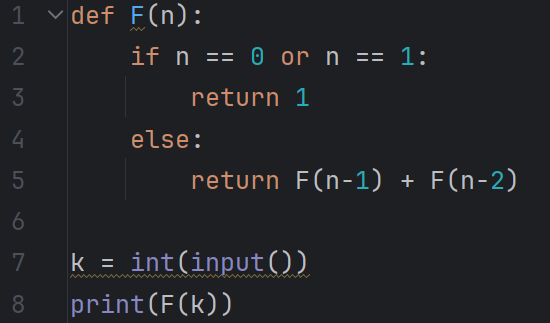 1 def F(n):
2     if n == 0 or n == 1:
3         return 1
4     else:
5         return F(n-1) + F(n-2)
6
7 k = int(input())
8 print(F(k))